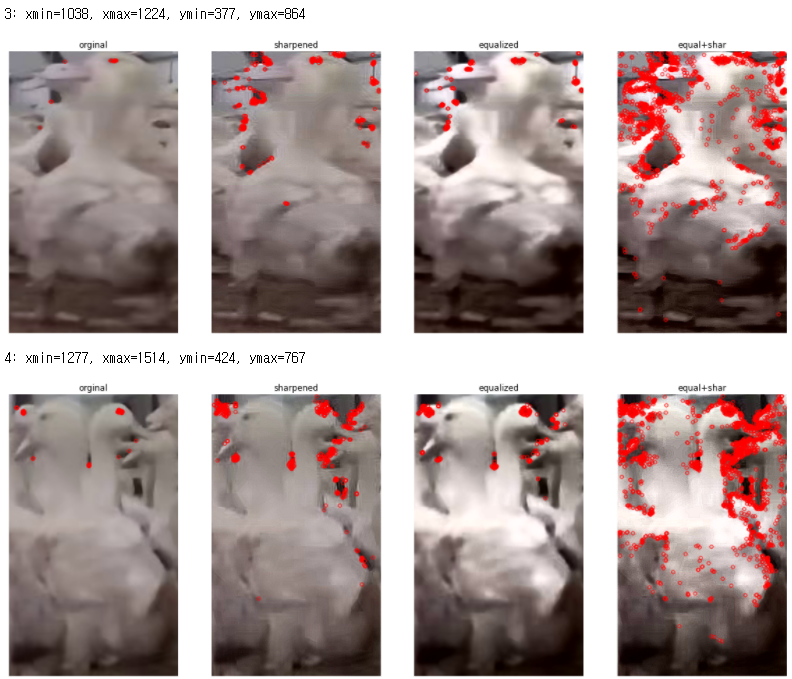 3: xmin=1038, xmax=1224, ymin=377, ymax=864
orginal sharpened equalized equal+shar
4: xmin=1277, xmax=1514, ymin=424, ymax=767
orginal sharpened equalized equal+shar